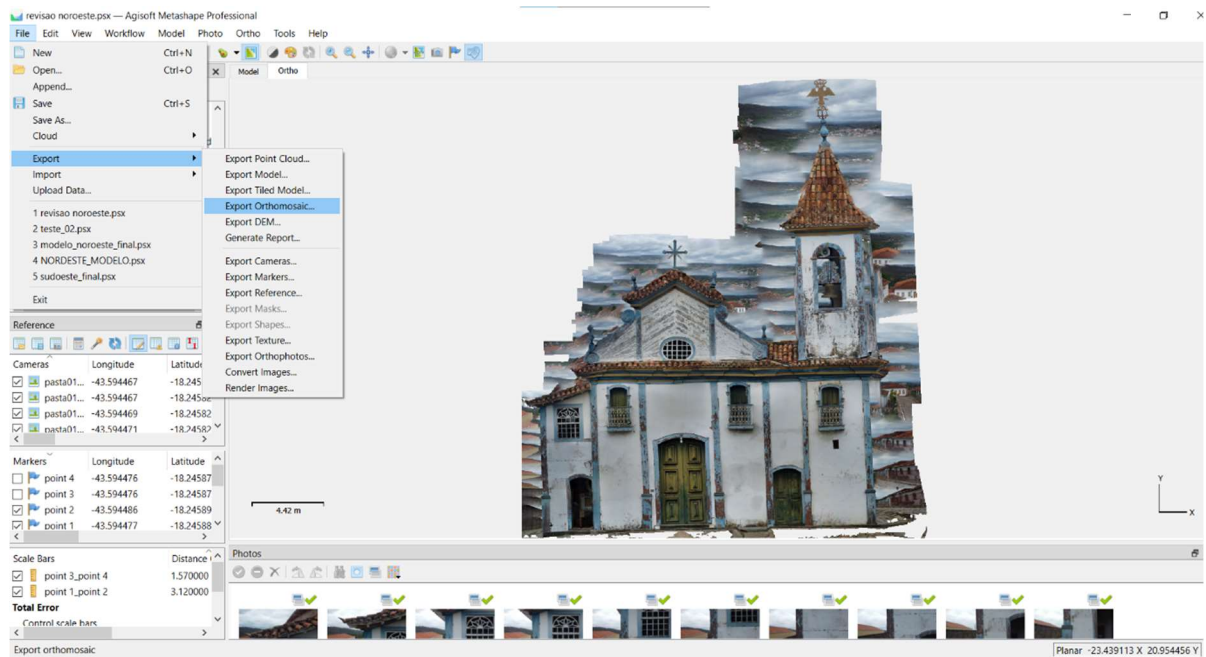 revisao noroeste.psx — Agisoft Metashape Professional
File Edit View Workflow Model Photo Ortho Tools Help
New Ctrl+N
Open... Ctrl+O
Append...
Save Ctrl+S
Save As...
Cloud
Export
Import
Upload Data...
1 revisao noroeste.psx
2 teste_02.psx
3 modelo_noroeste_final.psx
4 NORDESTE_MODELO.psx
5 sudoeste_final.psx
Exit
Export Point Cloud...
Export Model...
Export Tiled Model...
Export Orthomosaic...
Export DEM...
Generate Report...
Export Cameras...
Export Markers...
Export Reference...
Export Masks...
Export Shapes...
Export Texture...
Export Orthophotos...
Convert Images...
Render Images...
Model Ortho
4.42 m
Y
X
Reference
Cameras Longitude Latitude
pasta01... -43.594467 -18.245
pasta01... -43.594467 -18.24582
pasta01... -43.594469 -18.24582
pasta01... -43.594471 -18.24582
Markers Longitude Latitude
point 4 -43.594476 -18.24587
point 3 -43.594476 -18.24587
point 2 -43.594486 -18.24589
point 1 -43.594477 -18.24588
Scale Bars Distance
point 3_point 4 1.570000
point 1_point 2 3.120000
Total Error
Control scale bars
Photos
Export orthomosaic
Planar -23.439113 X 20.954456 Y